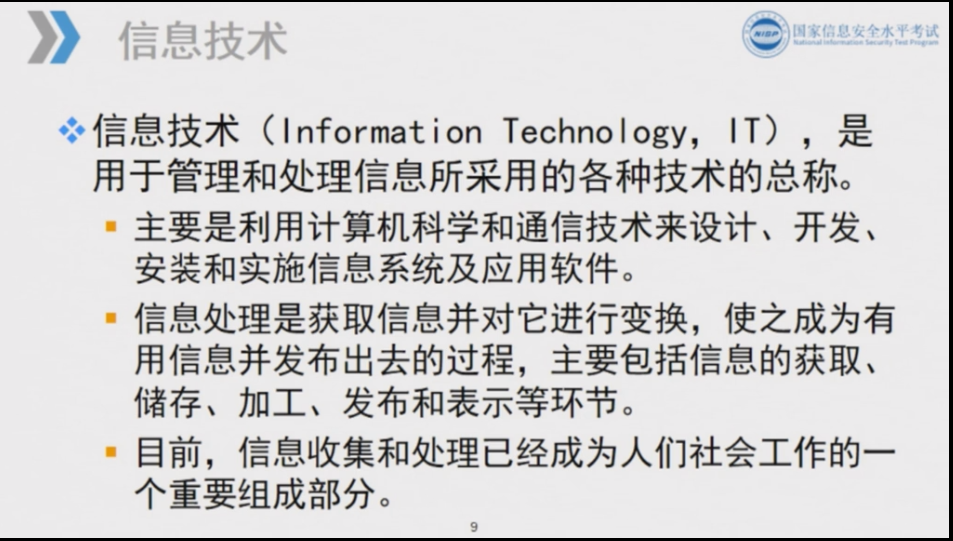 信息技术
NISP
国家信息安全水平考试
National Information Security Test Program
信息技术（Information Technology，IT），是
用于管理和处理信息所采用的各种技术的总称。
主要是利用计算机科学和通信技术来设计、开发、
安装和实施信息系统及应用软件。
信息处理是获取信息并对它进行变换，使之成为有
用信息并发布出去的过程，主要包括信息的获取、
储存、加工、发布和表示等环节。
目前，信息收集和处理已经成为人们社会工作的一
个重要组成部分。
9